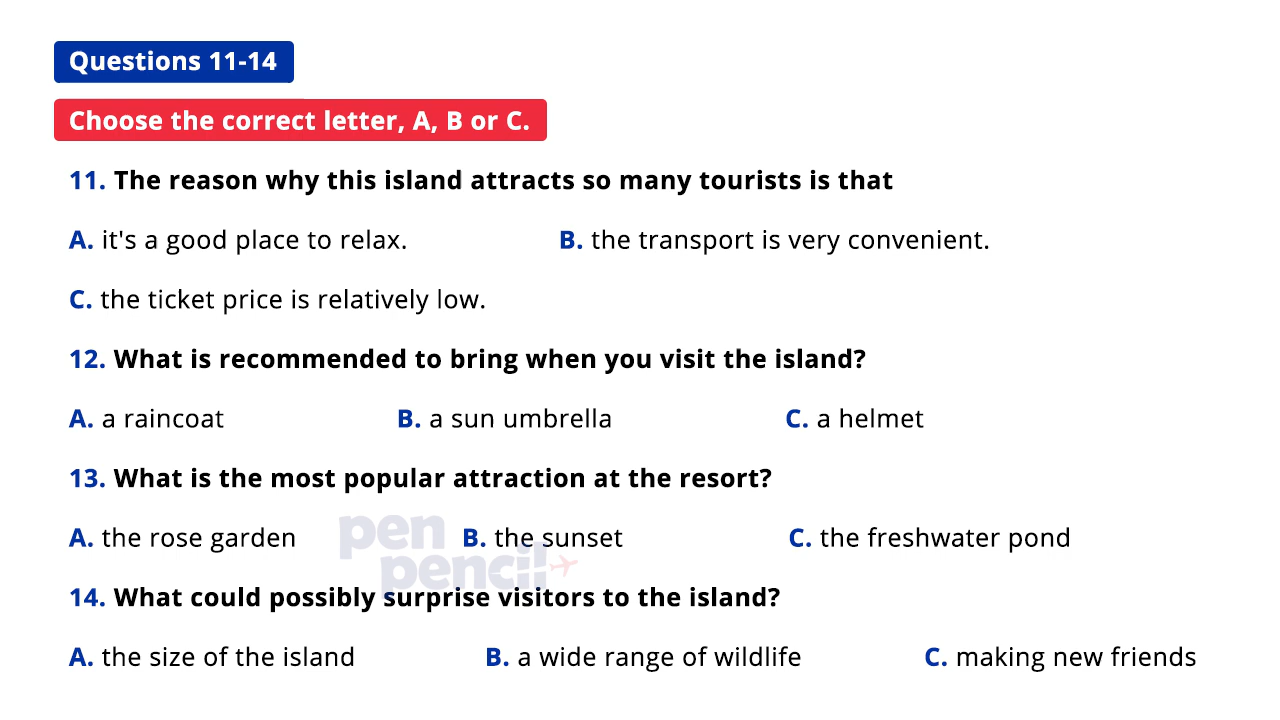 Questions 11-14
Choose the correct letter, A, B or C.
11. The reason why this island attracts so many tourists is that
A. it's a good place to relax. B. the transport is very convenient.
C. the ticket price is relatively low.
12. What is recommended to bring when you visit the island?
A. a raincoat B. a sun umbrella C. a helmet
13. What is the most popular attraction at the resort?
pen
A. the rose garden B. the sunset C. the freshwater pond
pencil
14. What could possibly surprise visitors to the island?
A. the size of the island B. a wide range of wildlife C. making new friends